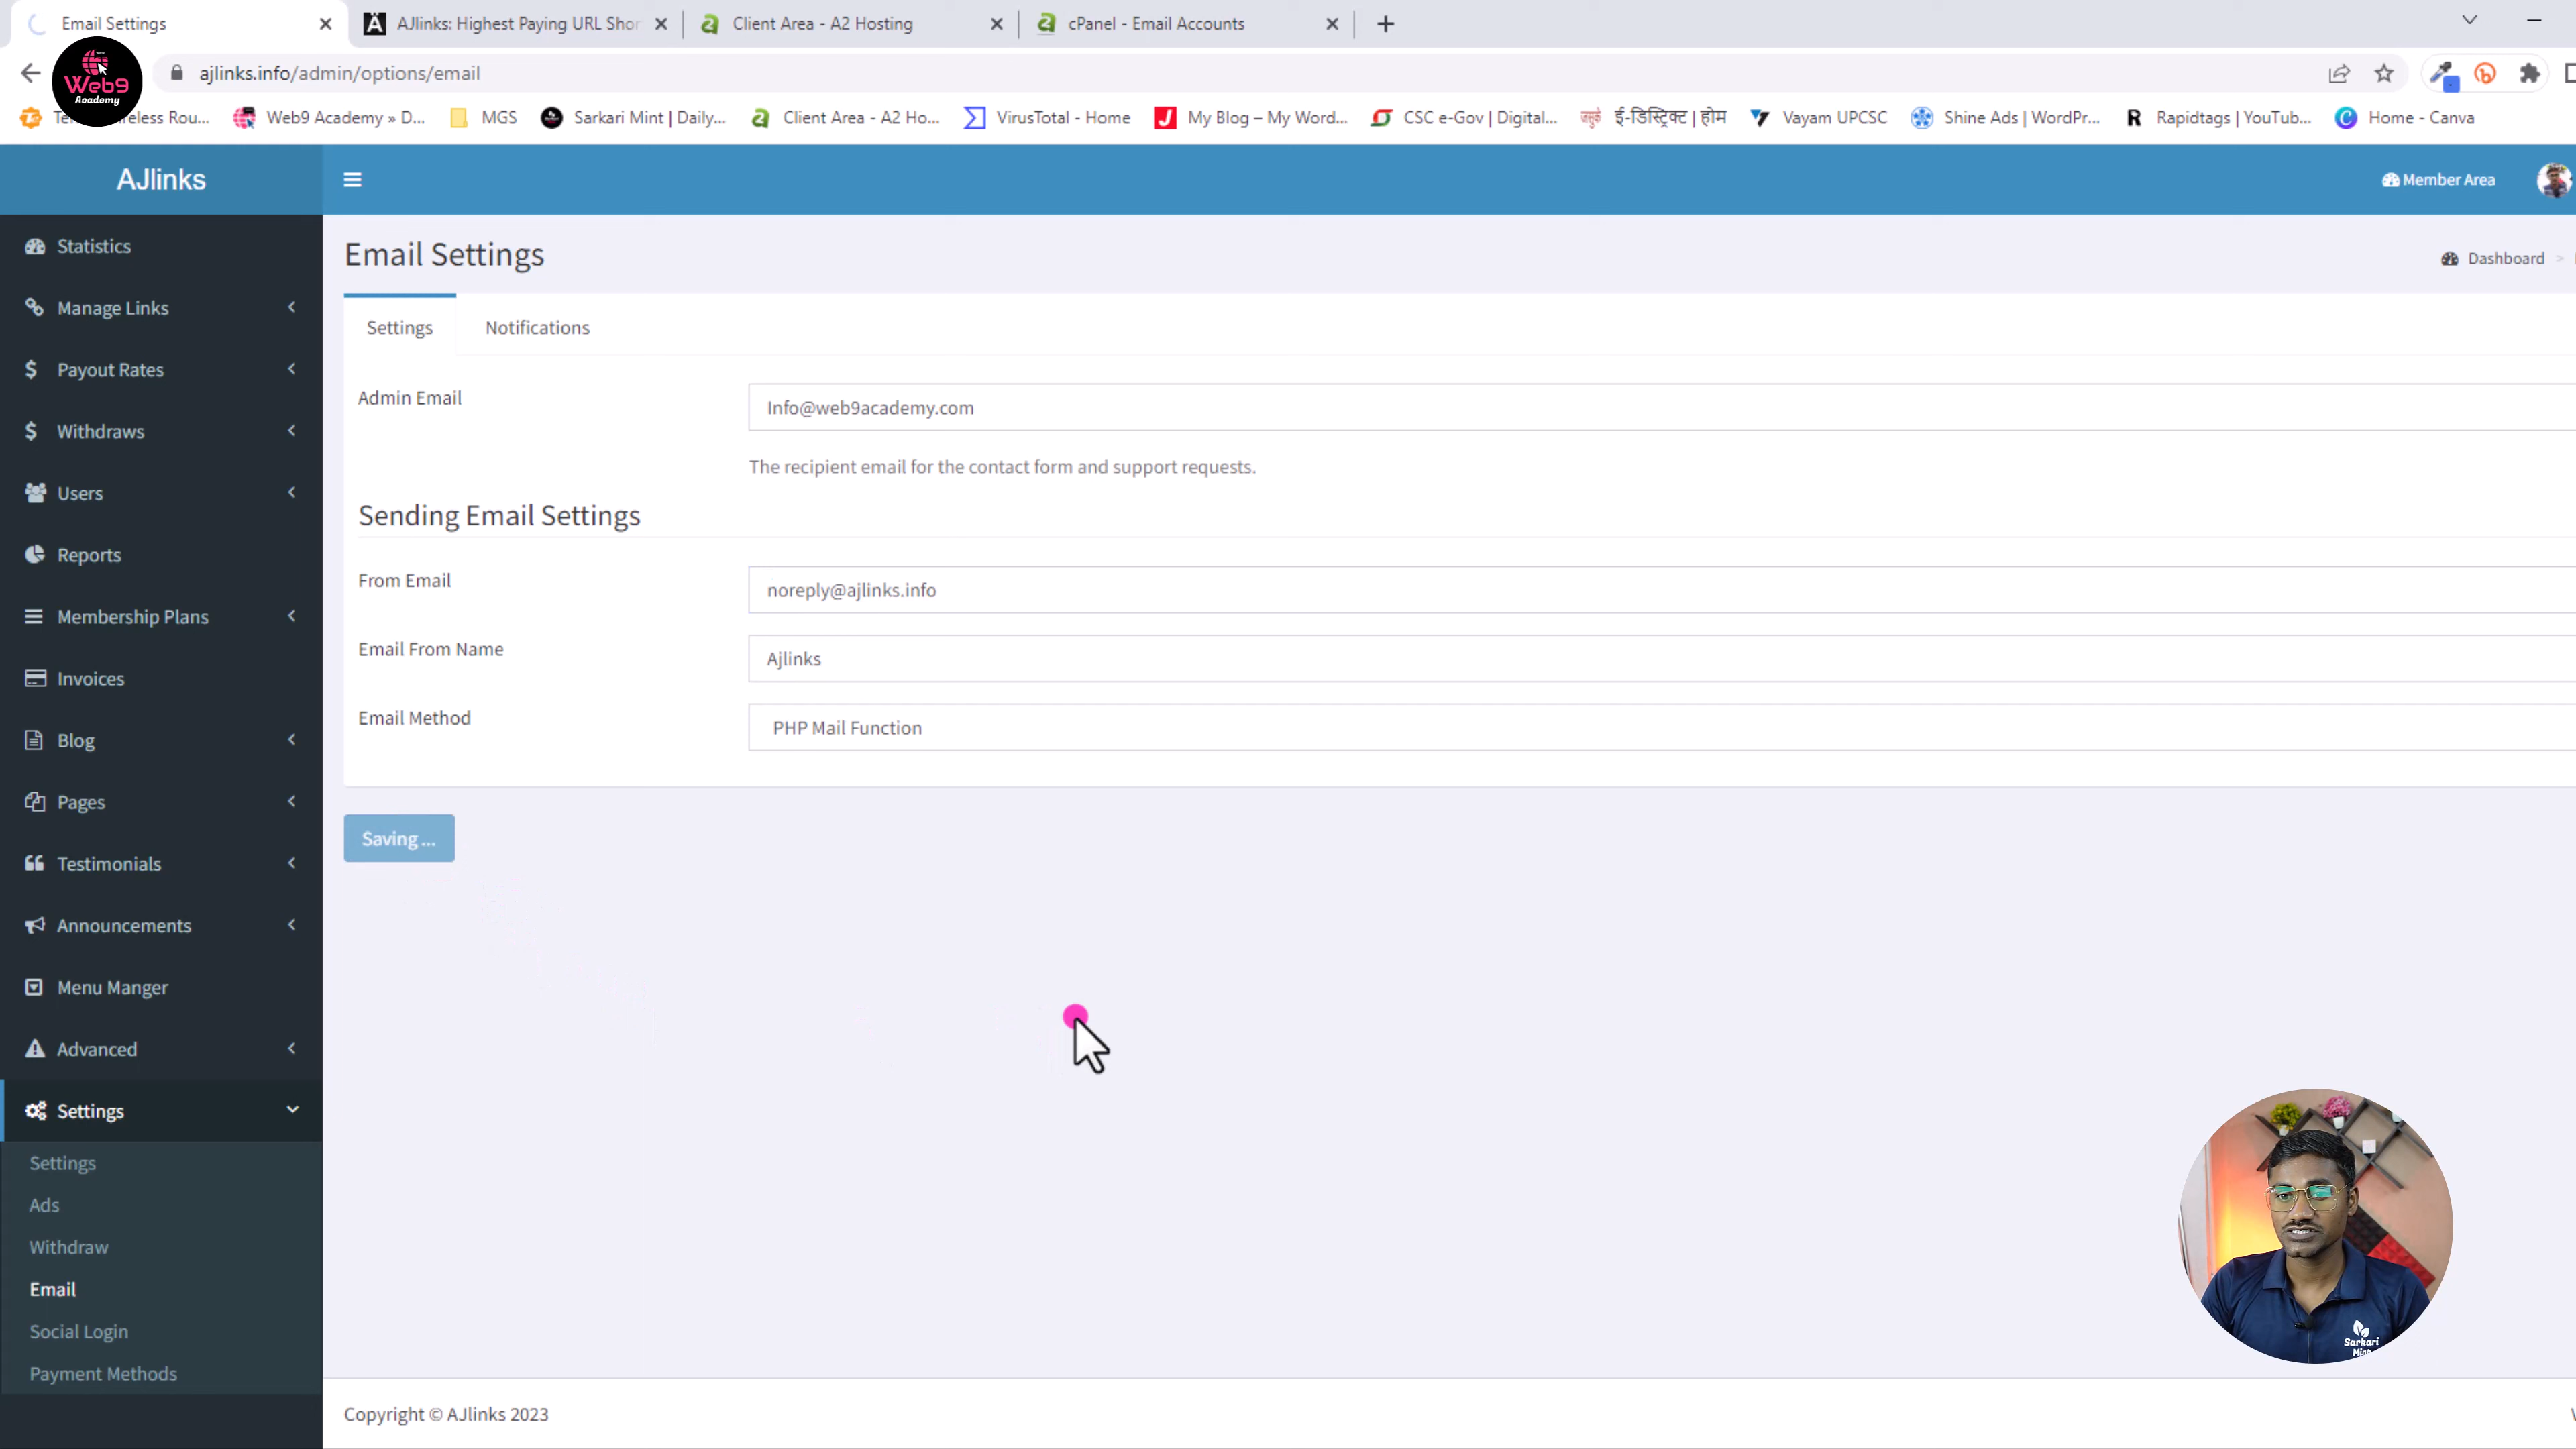 Email Settings
AJlinks: Highest Paying URL Shor
Client Area - A2 Hosting
cPanel - Email Accounts
Web9
Academy
ajlinks.info/admin/options/email
Web9 Academy » D...
MGS
Sarkari Mint | Daily...
Client Area - A2 Ho...
VirusTotal - Home
My Blog – My Word...
CSC e-Gov | Digital...
ई-डिस्ट्रिक्ट | होम
Vayam UPCSC
Shine Ads | WordPr...
Rapidtags | YouTub...
Home - Canva
AJlinks
Member Area
Statistics
Manage Links
Payout Rates
Withdraws
Users
Reports
Membership Plans
Invoices
Blog
Pages
Testimonials
Announcements
Menu Manger
Advanced
Settings
Settings
Ads
Withdraw
Email
Social Login
Payment Methods
Email Settings
Dashboard >
Settings
Notifications
Admin Email
Info@web9academy.com
The recipient email for the contact form and support requests.
Sending Email Settings
From Email
noreply@ajlinks.info
Email From Name
Ajlinks
Email Method
PHP Mail Function
Saving ...
Sarkari
Mint
Copyright © AJlinks 2023